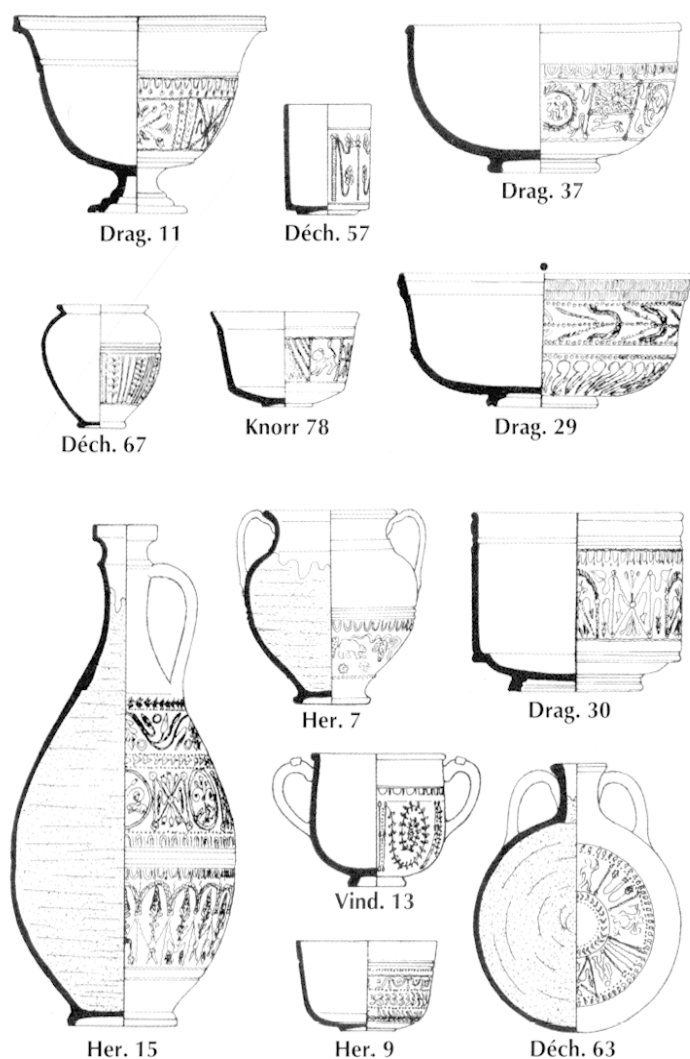 Drag. 11
Déch. 57
Drag. 37
Déch. 67
Knorr 78
Drag. 29
Her. 7
Drag. 30
Vind. 13
Her. 15
Her. 9
Déch. 63